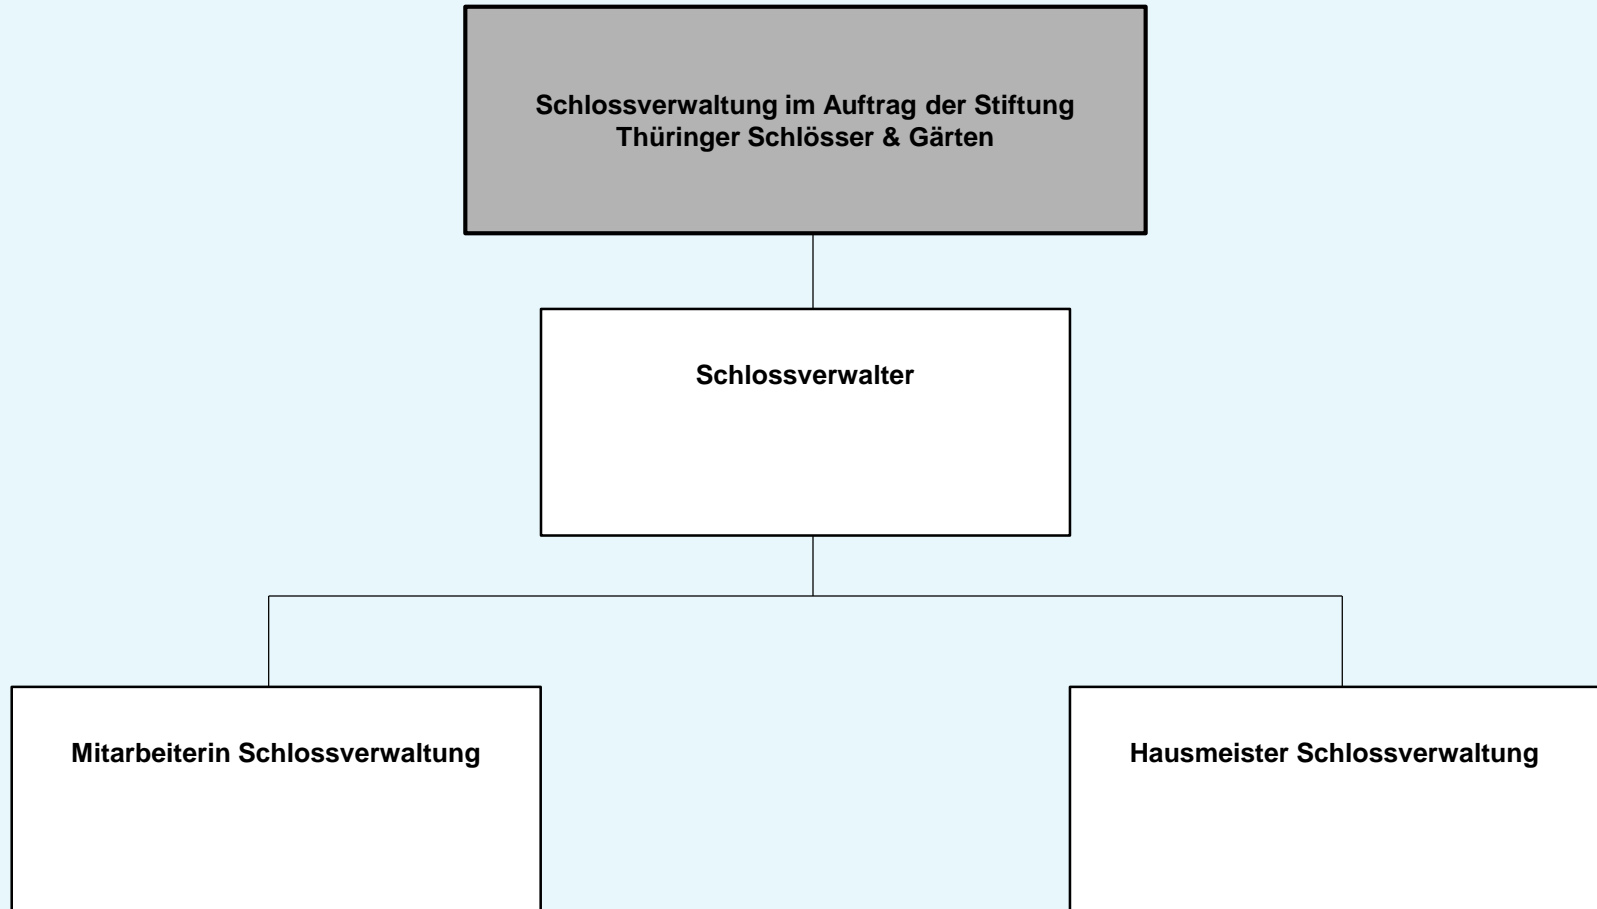 Schlossverwaltung im Auftrag der Stiftung
Thüringer Schlösser & Gärten
Schlossverwalter
Mitarbeiterin Schlossverwaltung
Hausmeister Schlossverwaltung